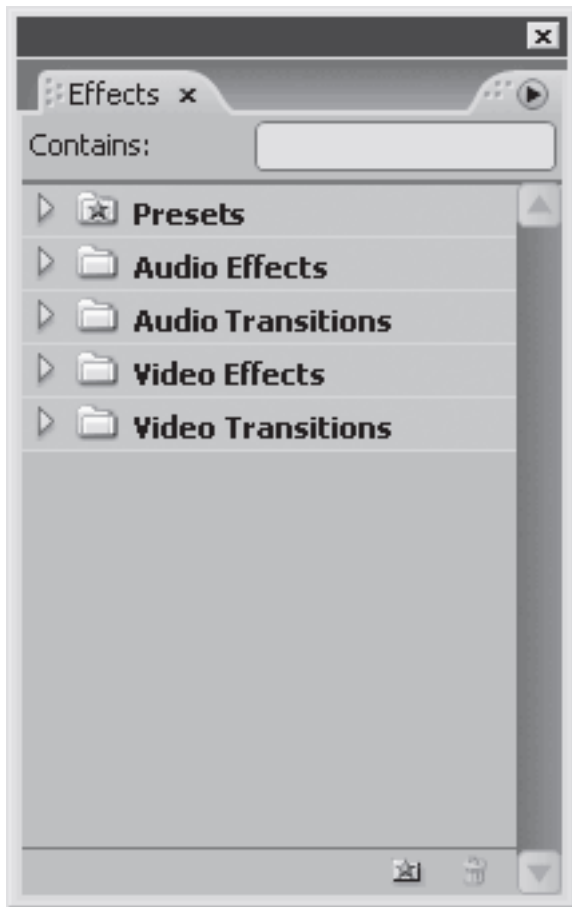 Effects
Contains:
Presets
Audio Effects
Audio Transitions
Video Effects
Video Transitions